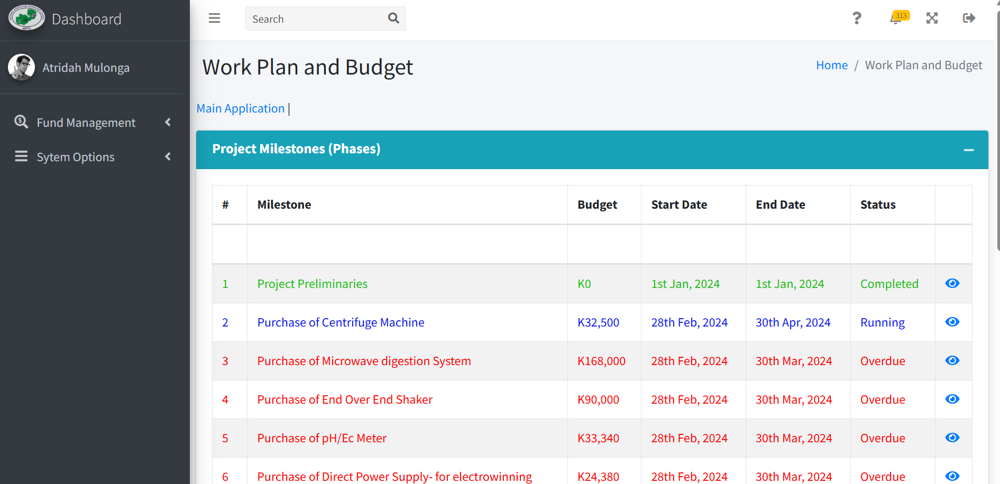 Dashboard
Search
313
Atridah Mulonga
Work Plan and Budget
Home / Work Plan and Budget
Main Application |
Fund Management
Sytem Options
Project Milestones (Phases)
# Milestone Budget Start Date End Date Status
1 Project Preliminaries K0 1st Jan, 2024 1st Jan, 2024 Completed
2 Purchase of Centrifuge Machine K32,500 28th Feb, 2024 30th Apr, 2024 Running
3 Purchase of Microwave digestion System K168,000 28th Feb, 2024 30th Mar, 2024 Overdue
4 Purchase of End Over End Shaker K90,000 28th Feb, 2024 30th Mar, 2024 Overdue
5 Purchase of pH/Ec Meter K33,340 28th Feb, 2024 30th Mar, 2024 Overdue
6 Purchase of Direct Power Supply- for electrowinning K24,380 28th Feb, 2024 30th Mar, 2024 Overdue